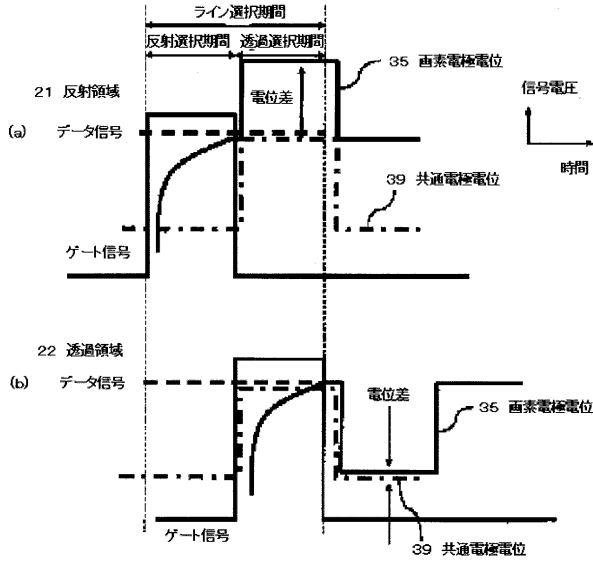 ライン選択期間
反射選択期間 透過選択期間
35 画素電極電位
21 反射領域
電位差
信号電圧
(a) データ信号
時間
39 共通電極電位
ゲート信号
22 透過領域
(b) データ信号
電位差
35 画素電極電位
ゲート信号
39 共通電極電位